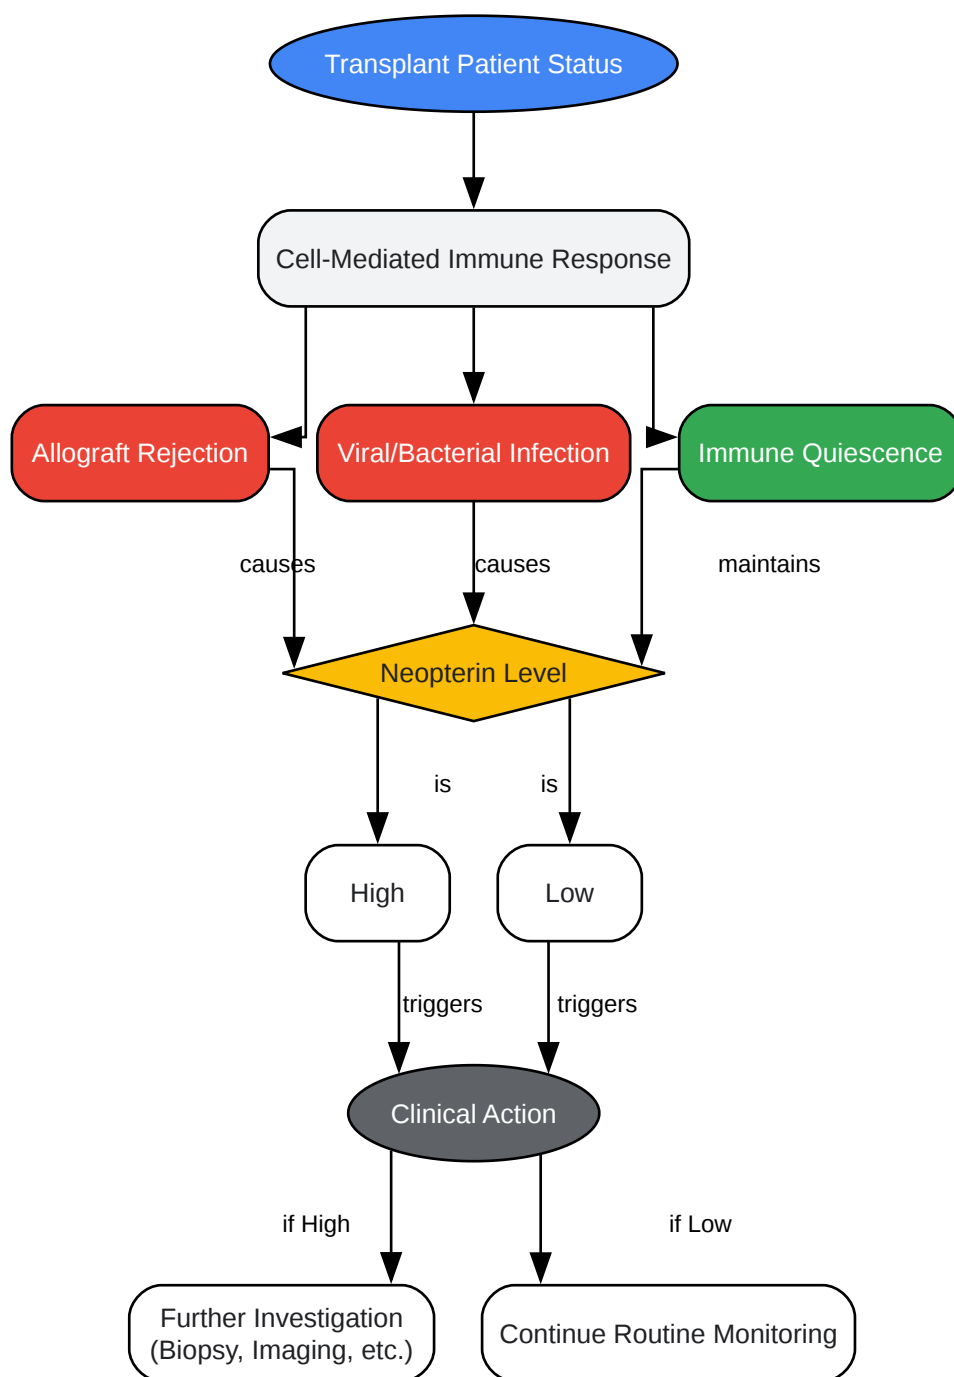 Transplant Patient Status
Cell-Mediated Immune Response
Allograft Rejection
Viral/Bacterial Infection
Immune Quiescence
causes
causes
maintains
Neopterin Level
is
is
High
Low
triggers
triggers
Clinical Action
if High
if Low
Further Investigation
(Biopsy, Imaging, etc.)
Continue Routine Monitoring